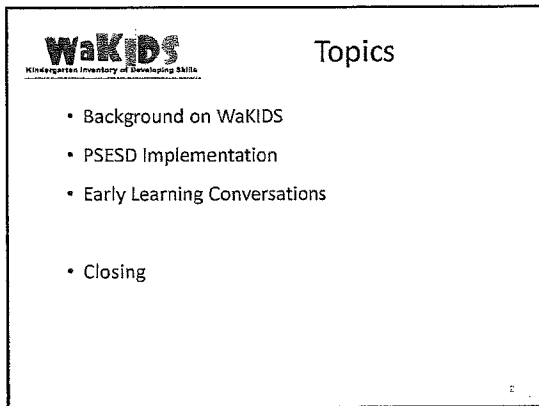 WaKIDS
Kindergarten Inventory of Developing Skills
Topics
• Background on WaKIDS
• PSESD Implementation
• Early Learning Conversations
• Closing
2